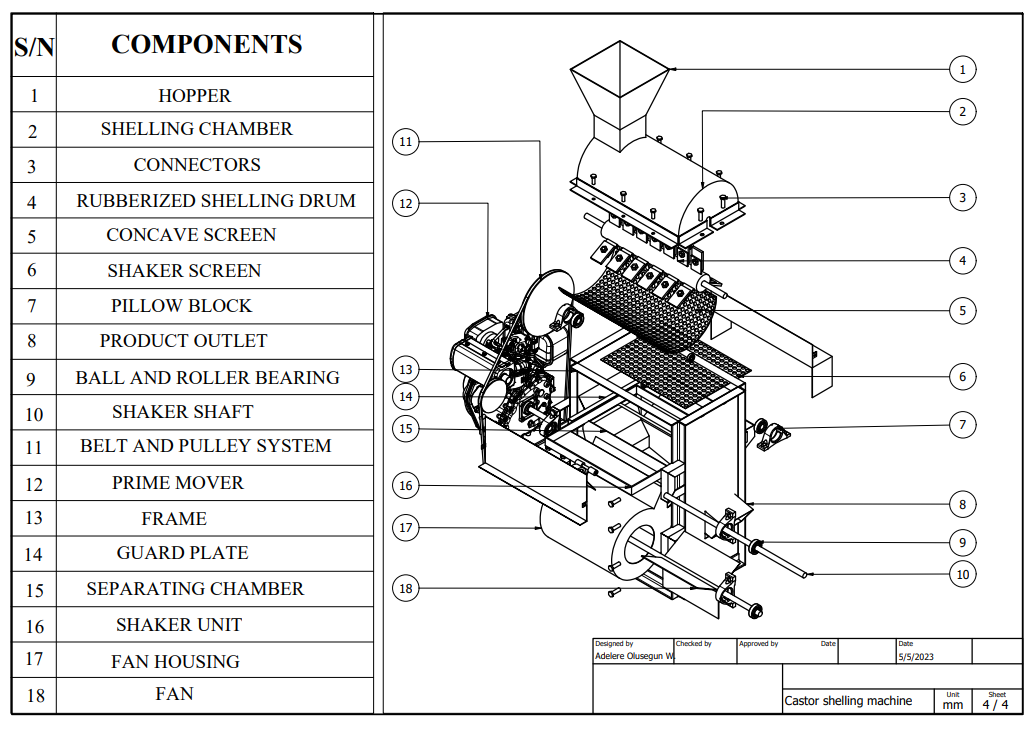 S/N COMPONENTS
1 HOPPER
2 SHELLING CHAMBER
3 CONNECTORS
4 RUBBERIZED SHELLING DRUM
5 CONCAVE SCREEN
6 SHAKER SCREEN
7 PILLOW BLOCK
8 PRODUCT OUTLET
9 BALL AND ROLLER BEARING
10 SHAKER SHAFT
11 BELT AND PULLEY SYSTEM
12 PRIME MOVER
13 FRAME
14 GUARD PLATE
15 SEPARATING CHAMBER
16 SHAKER UNIT
17 FAN HOUSING
18 FAN
1
2
11
3
12
4
5
13
6
14
7
15
16
8
17
9
10
18
Designed by Checked by Approved by Date Date
Adelere Olusegun W. 5/5/2023
Castor shelling machine
Unit Sheet
mm 4 / 4